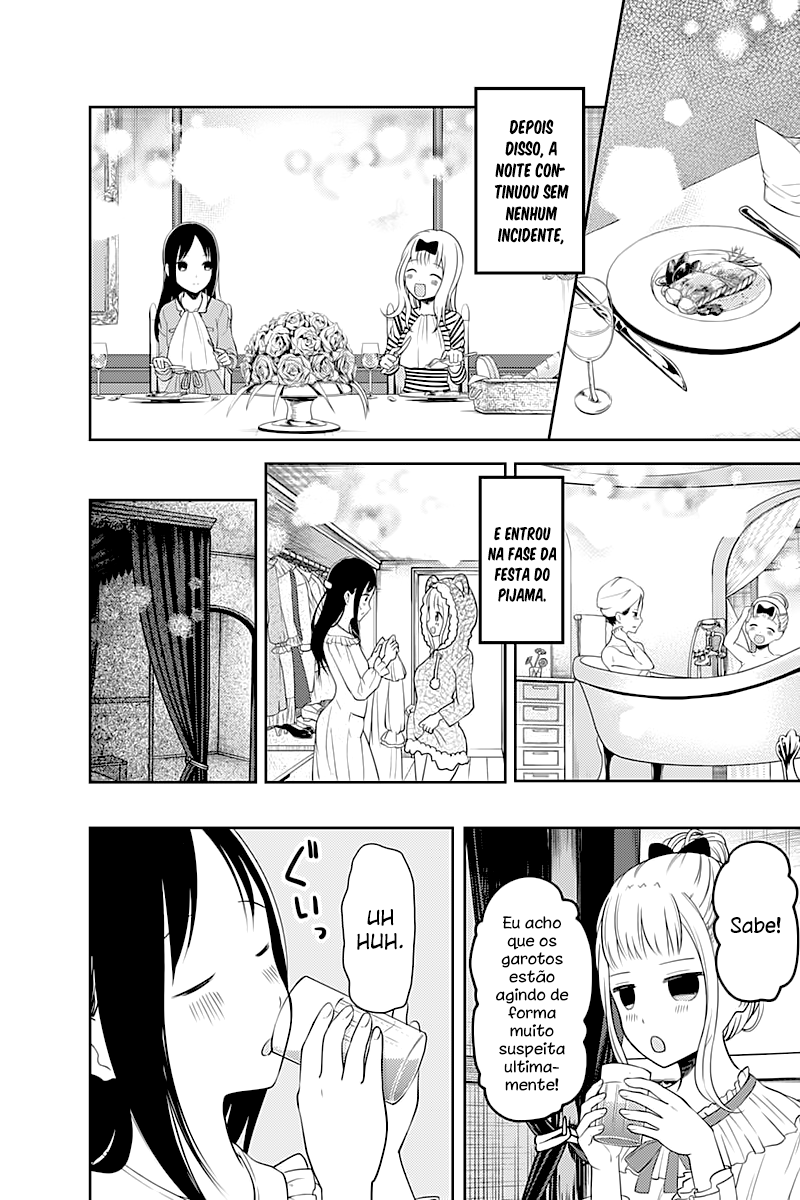 DEPOIS
DISSO, A
NOITE CON-
TINUOU SEM
NENHUM
INCIDENTE,
E ENTROU
NA FASE DA
FESTA DO
PIJAMA.
Sabe!
Eu acho
que os
garotos
estão
agindo de
forma
muito
suspeita
ultima-
mente!
UH
HUH.
ぐいっ